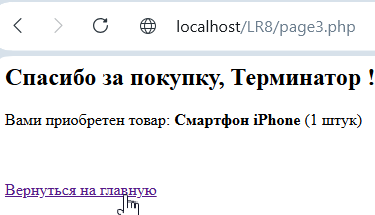 localhost/LR8/page3.php
Спасибо за покупку, Терминатор !
Вами приобретен товар: Смартфон iPhone (1 штук)
Вернуться на главную